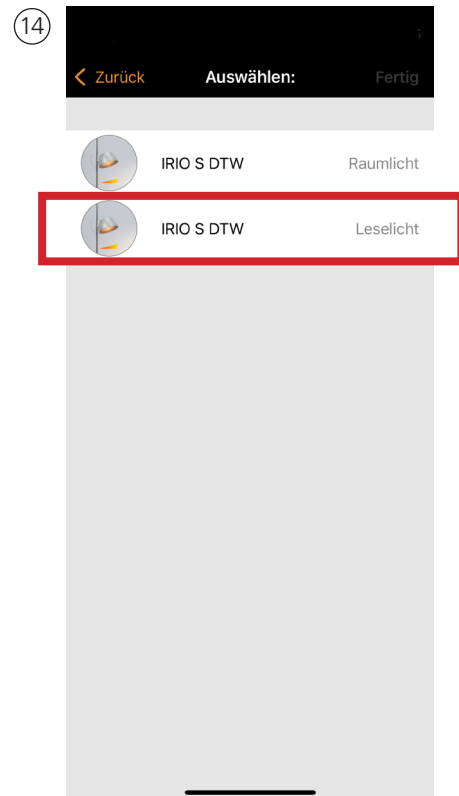 14
Zurück Auswählen: Fertig
IRIO S DTW Raumlicht
IRIO S DTW Leselicht